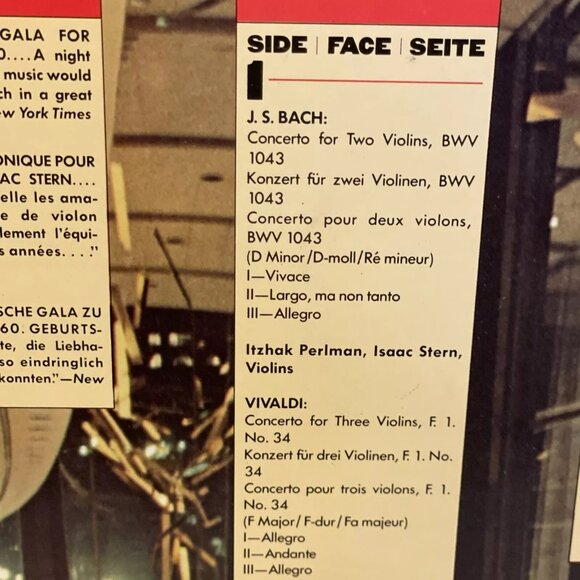 GALA FOR
0....A night
music would
ch in a great
w York Times
ONIQUE POUR
AC STERN....
elle les ama-
e de violon
lement l'équi-
s années....”
SCHE GALA ZU
60. GEBURTS-
te, die Liebha-
so eindringlich
konnten.”—New
SIDE | FACE | SEITE
1
J. S. BACH:
Concerto for Two Violins, BWV
1043
Konzert für zwei Violinen, BWV
1043
Concerto pour deux violons,
BWV 1043
(D Minor/D-moll/Ré mineur)
I—Vivace
II—Largo, ma non tanto
III—Allegro
Itzhak Perlman, Isaac Stern,
Violins
VIVALDI:
Concerto for Three Violins, F. 1.
No. 34
Konzert für drei Violinen, F. 1. No.
34
Concerto pour trois violons, F. 1.
No. 34
(F Major/F-dur/Fa majeur)
I—Allegro
II—Andante
III—Allegro